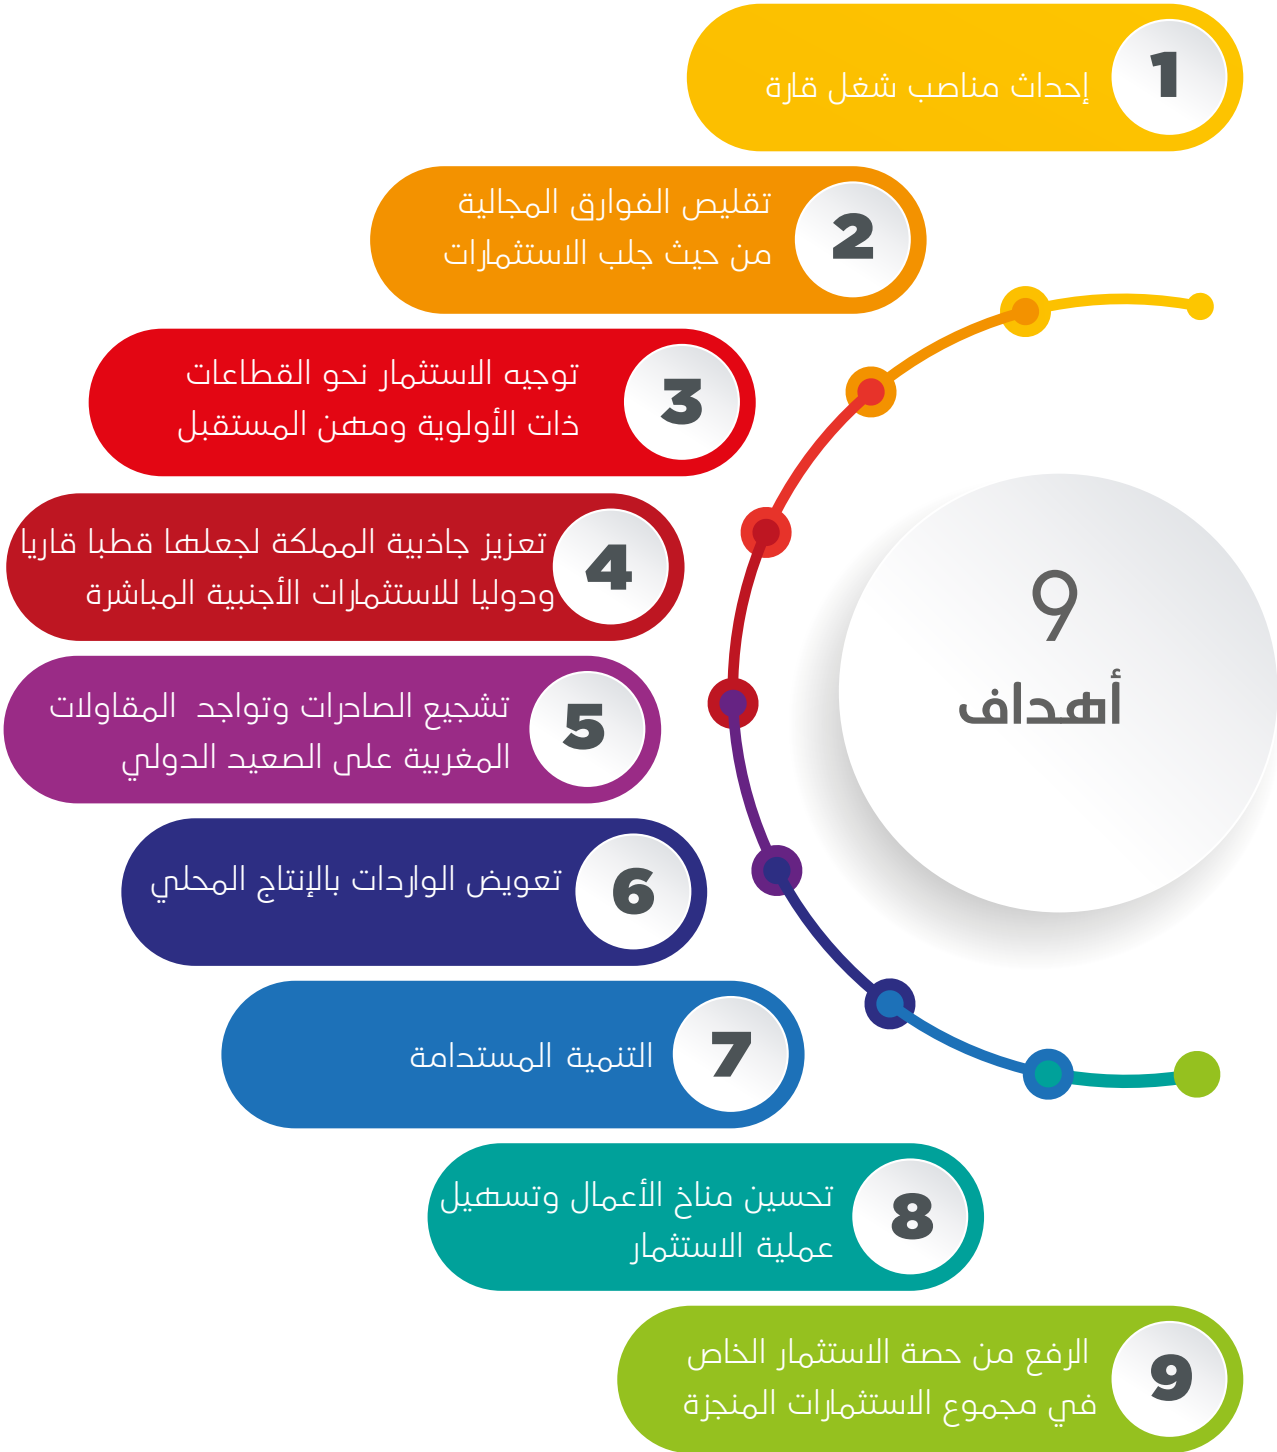 1
إحداث مناصب شغل قارة
2
تقليص الفوارق المجالية
من حيث جلب الاستثمارات
3
توجيه الاستثمار نحو القطاعات
ذات الأولوية ومهن المستقبل
4
تعزيز جاذبية المملكة لجعلها قطبا قاريا
ودوليا للاستثمارات الأجنبية المباشرة
5
تشجيع الصادرات وتواجد المقاولات
المغربية على الصعيد الدولي
6
تعويض الواردات بالإنتاج المحلي
7
التنمية المستدامة
8
تحسين مناخ الأعمال وتسهيل
عملية الاستثمار
9
الرفع من حصة الاستثمار الخاص
في مجموع الاستثمارات المنجزة
9
أهداف